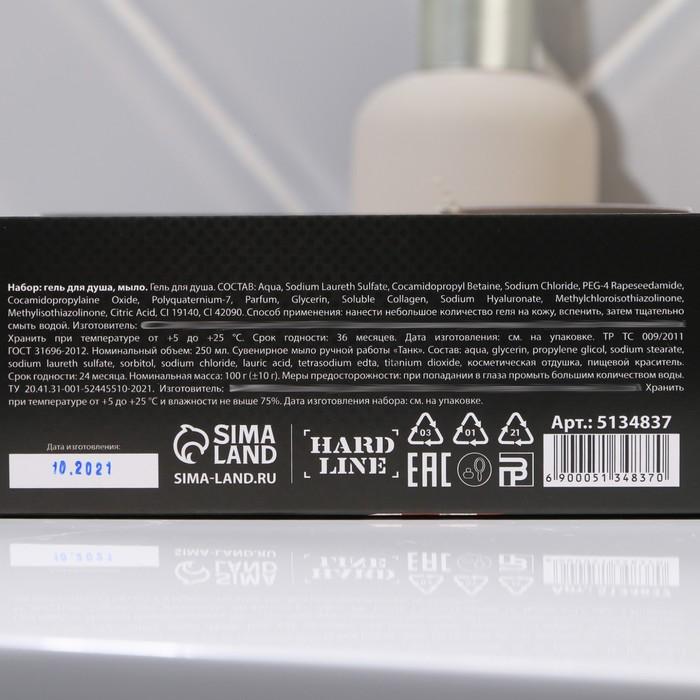 Набор: гель для душа, мыло. Гель для душа. СОСТАВ: Aqua, Sodium Laureth Sulfate, Cocamidopropyl Betaine, Sodium Chloride, PEG-4 Rapeseedamide,
Cocamidopropylaine Oxide, Polyquaternium-7, Parfum, Glycerin, Soluble Collagen, Sodium Hyaluronate, Methylchloroisothiazolinone,
Methylisothiazolinone, Citric Acid, CI 19140, CI 42090. Способ применения: нанести небольшое количество геля на кожу, вспенить, затем тщательно
смыть водой. Изготовитель:
Хранить при температуре от +5 до +25 °C. Срок годности: 36 месяцев. Дата изготовления: см. на упаковке. ТР ТС 009/2011
ГОСТ 31696-2012. Номинальный объем: 250 мл. Сувенирное мыло ручной работы «Танк». Состав: aqua, glycerin, propylene glicol, sodium stearate,
sodium laureth sulfate, sorbitol, sodium chloride, lauric acid, tetrasodium edta, titanium dioxide, косметическая отдушка, пищевой краситель.
Срок годности: 24 месяца. Номинальная масса: 100 г (±10 г). Меры предосторожности: при попадании в глаза промыть большим количеством воды.
ТУ 20.41.31-001-52445510-2021. Изготовитель: Хранить
при температуре от +5 до +25 °C и влажности не выше 75%. Дата изготовления набора: см. на упаковке.
Дата изготовления:
10.2021
SIMA
LAND
SIMA-LAND.RU
HARD
LINE
03 01 21
EAC
Арт.: 5134837
6 900051 348370